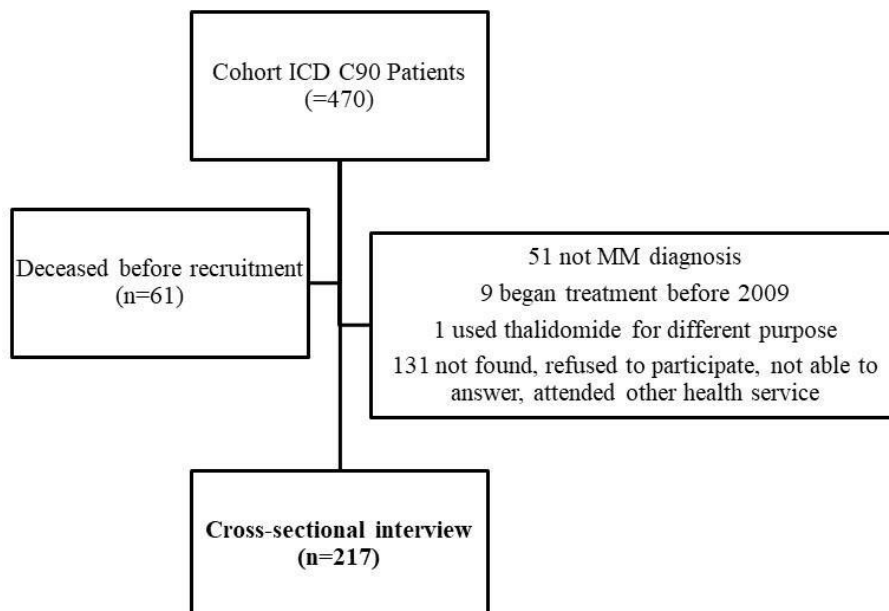 Cohort ICD C90 Patients
(=470)
Deceased before recruitment
(n=61)
51 not MM diagnosis
9 began treatment before 2009
1 used thalidomide for different purpose
131 not found, refused to participate, not able to
answer, attended other health service
Cross-sectional interview
(n=217)